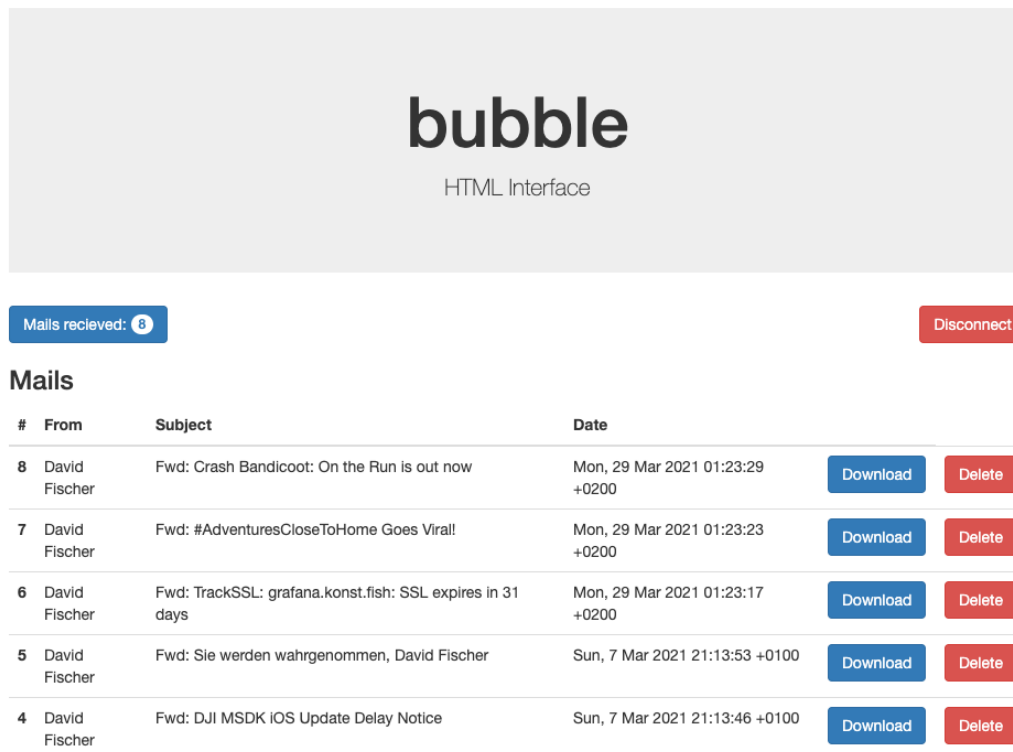 bubble
HTML Interface
Mails recieved: 8
Disconnect
Mails
# From Subject Date
8 David Fischer Fwd: Crash Bandicoot: On the Run is out now Mon, 29 Mar 2021 01:23:29 +0200 Download Delete
7 David Fischer Fwd: #AdventuresCloseToHome Goes Viral! Mon, 29 Mar 2021 01:23:23 +0200 Download Delete
6 David Fischer Fwd: TrackSSL: grafana.konst.fish: SSL expires in 31 days Mon, 29 Mar 2021 01:23:17 +0200 Download Delete
5 David Fischer Fwd: Sie werden wahrgenommen, David Fischer Sun, 7 Mar 2021 21:13:53 +0100 Download Delete
4 David Fischer Fwd: DJI MSDK iOS Update Delay Notice Sun, 7 Mar 2021 21:13:46 +0100 Download Delete